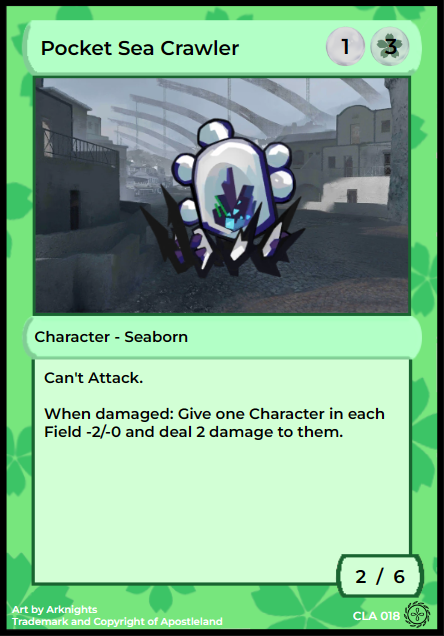 Pocket Sea Crawler 1 3
Character - Seaborn
Can't Attack.
When damaged: Give one Character in each
Field -2/-0 and deal 2 damage to them.
2 / 6
Art by Arknights
Trademark and Copyright of Apostieland
CLA 018